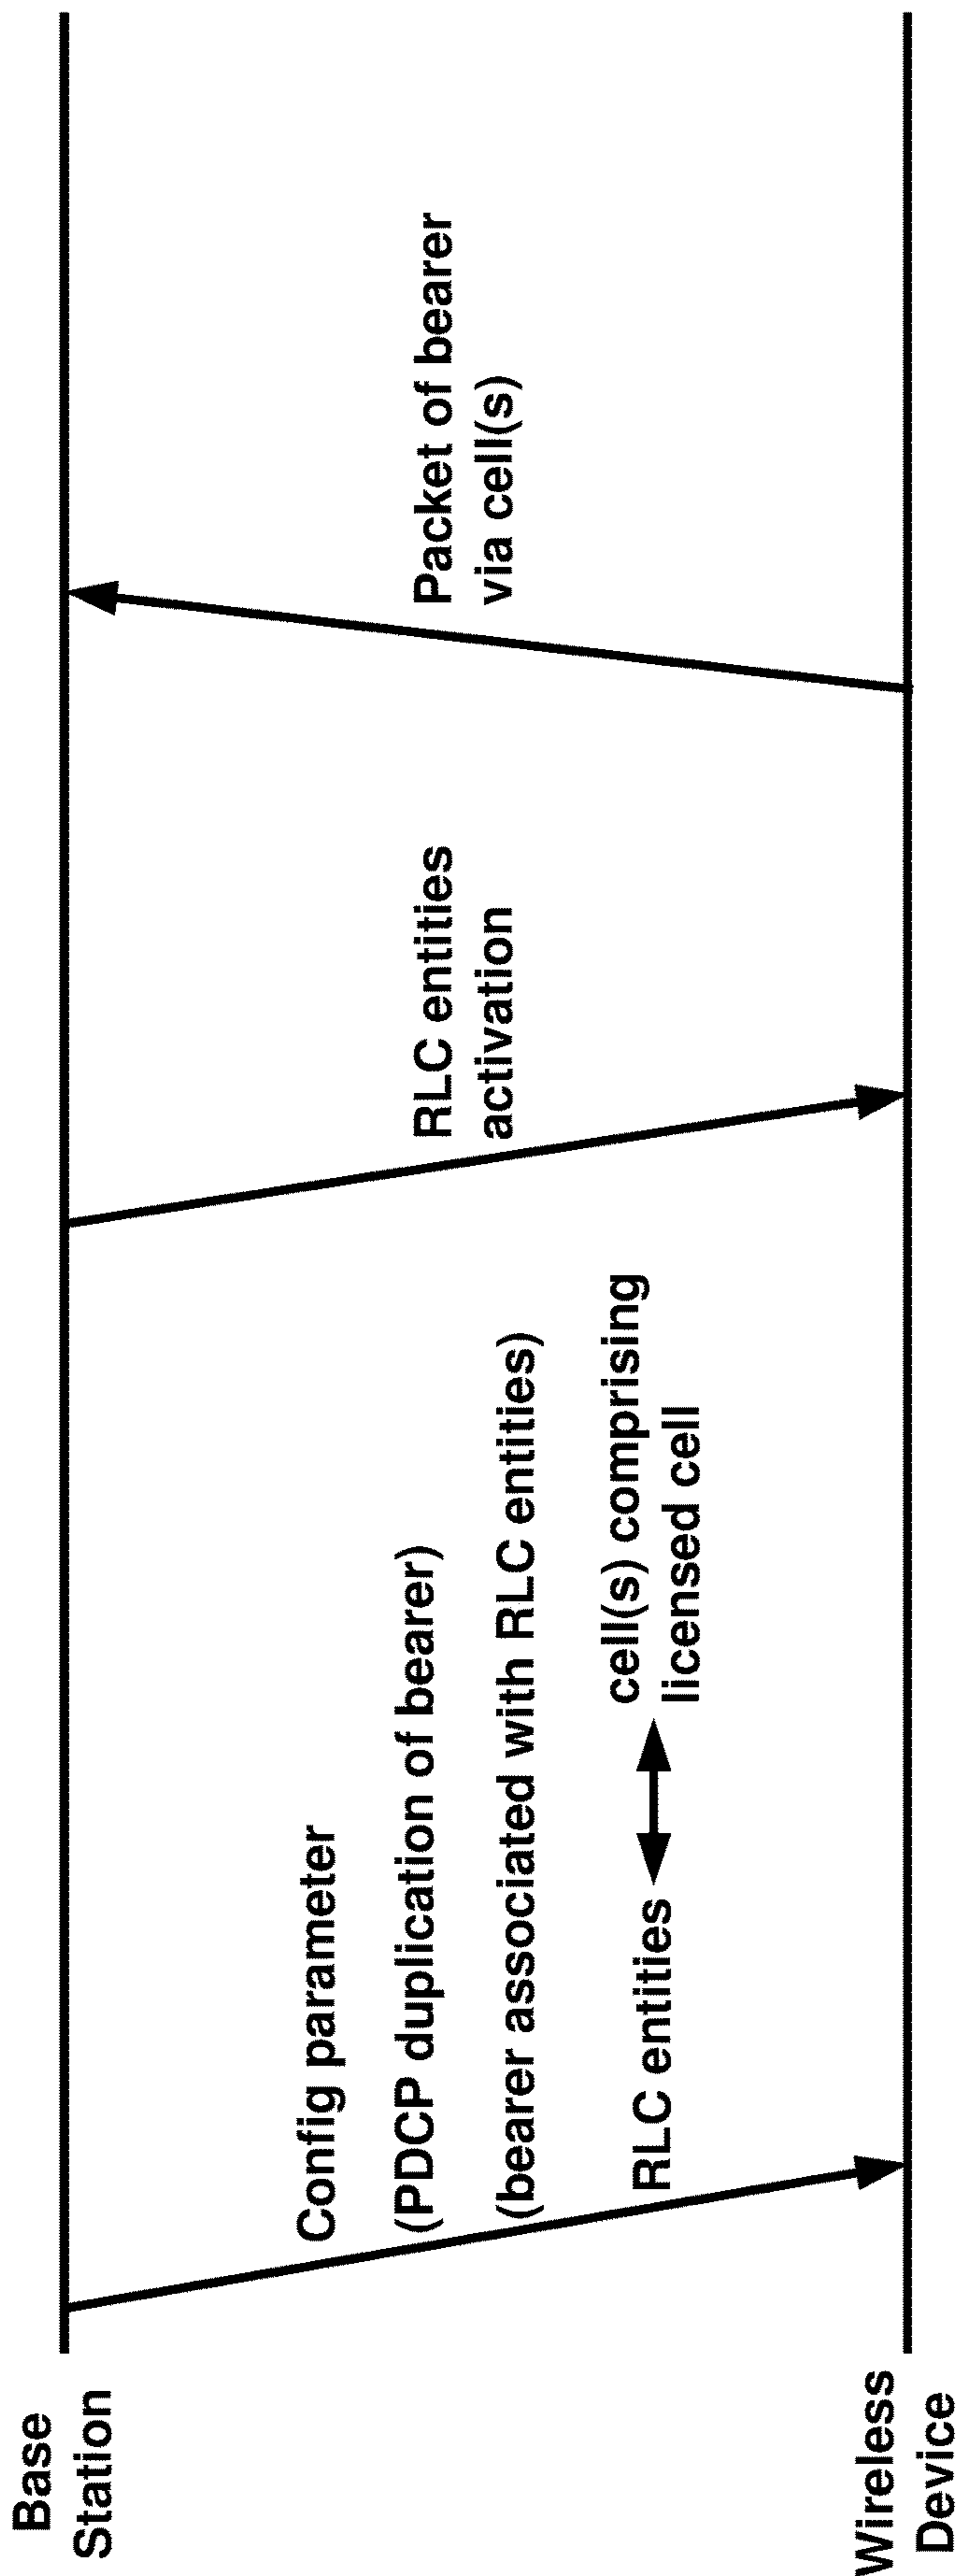 Base
Station
Wireless
Device
Config parameter
(PDCP duplication of bearer)
(bearer associated with RLC entities)
RLC entities
cell(s) comprising
licensed cell
RLC entities
activation
Packet of bearer
via cell(s)